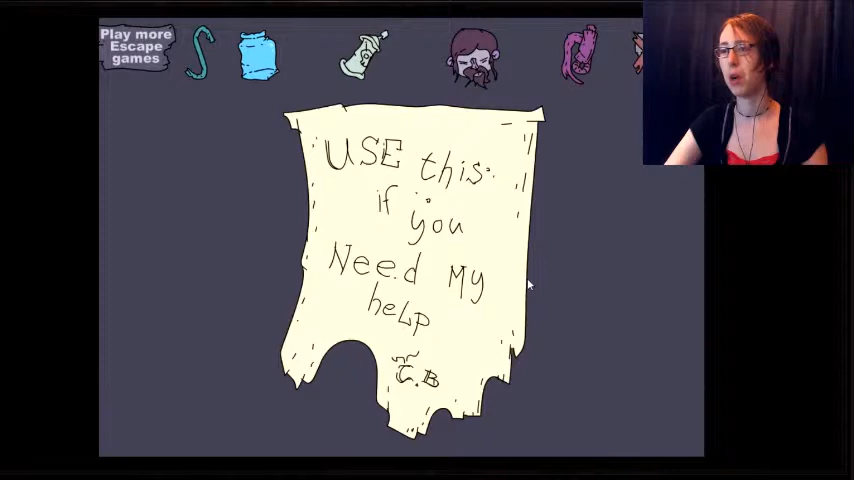 Play more
Escape
games
USE this
if you
Need My
help
C.B